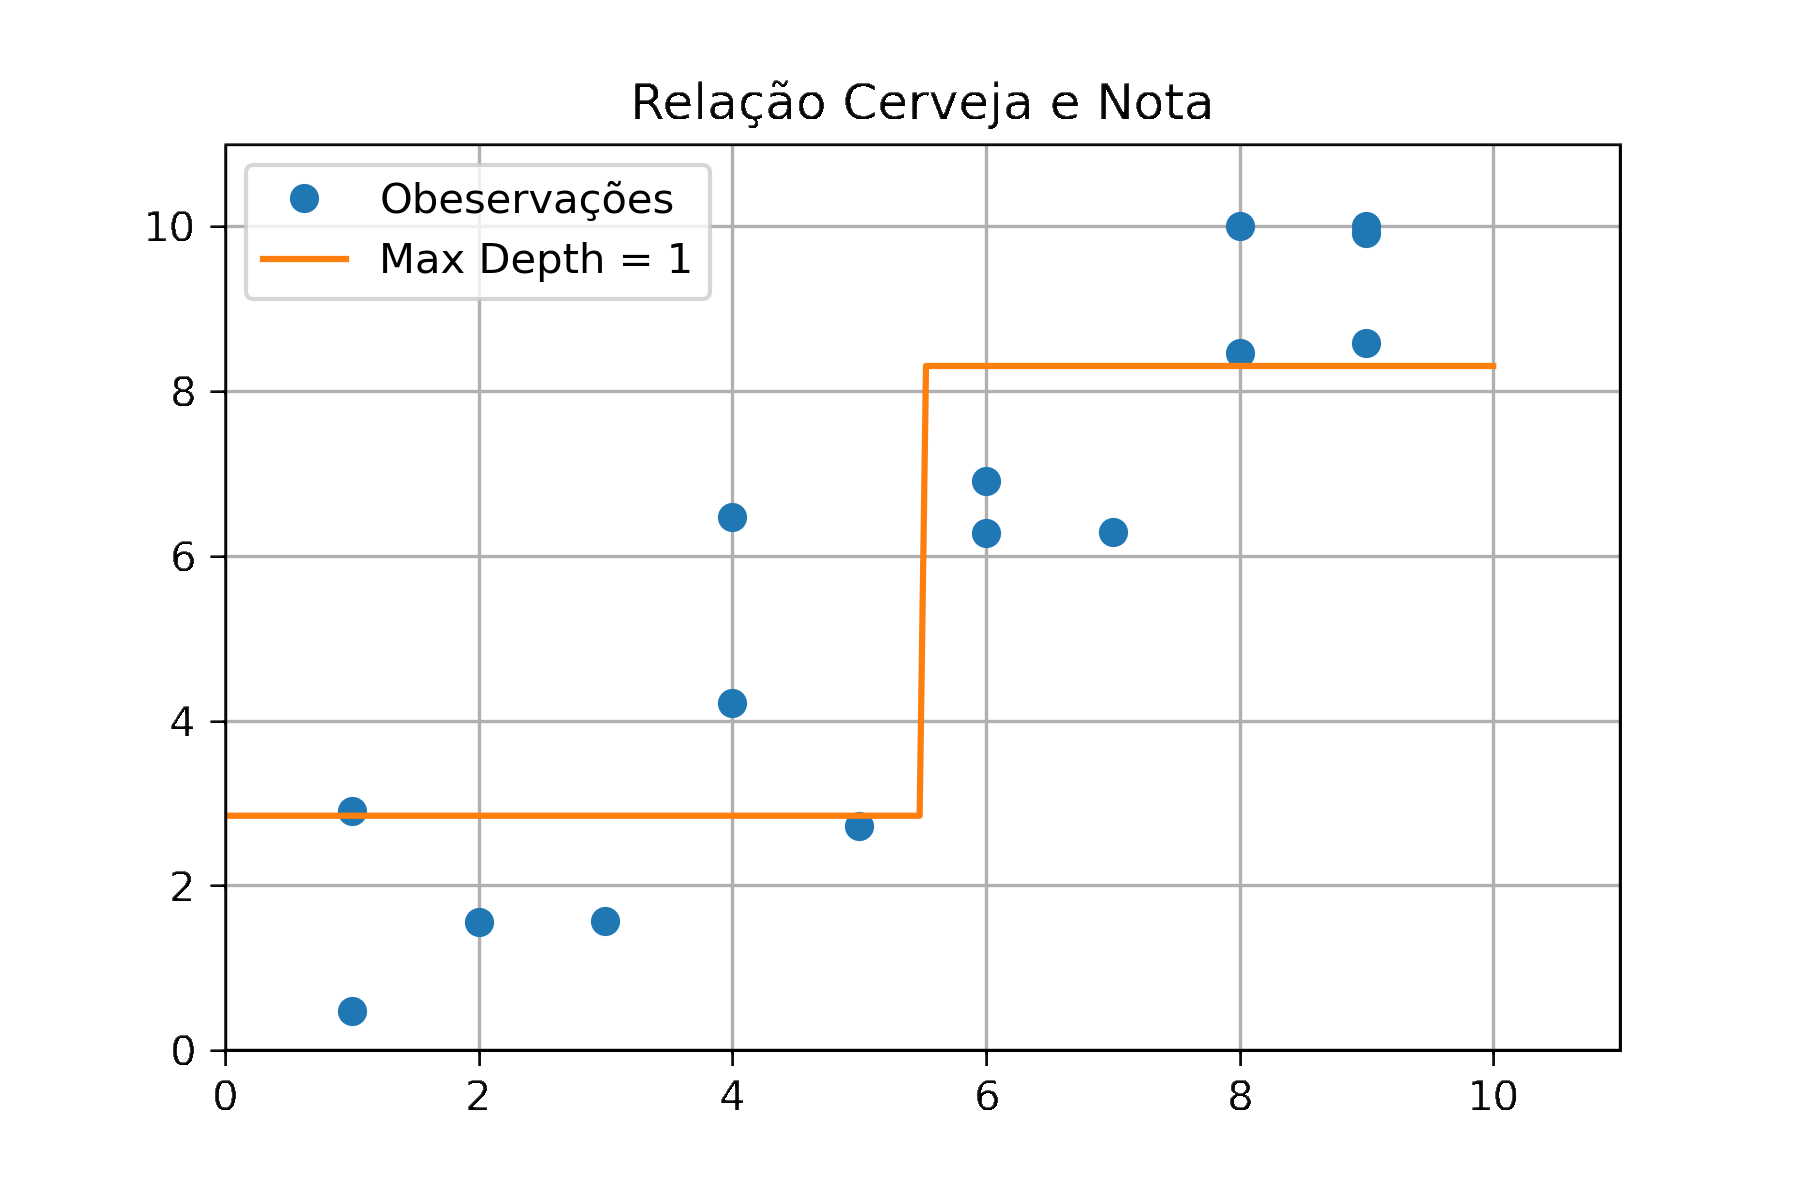 Relação Cerveja e Nota
Obeservações
Max Depth = 1
10
8
6
4
2
0
0 2 4 6 8 10